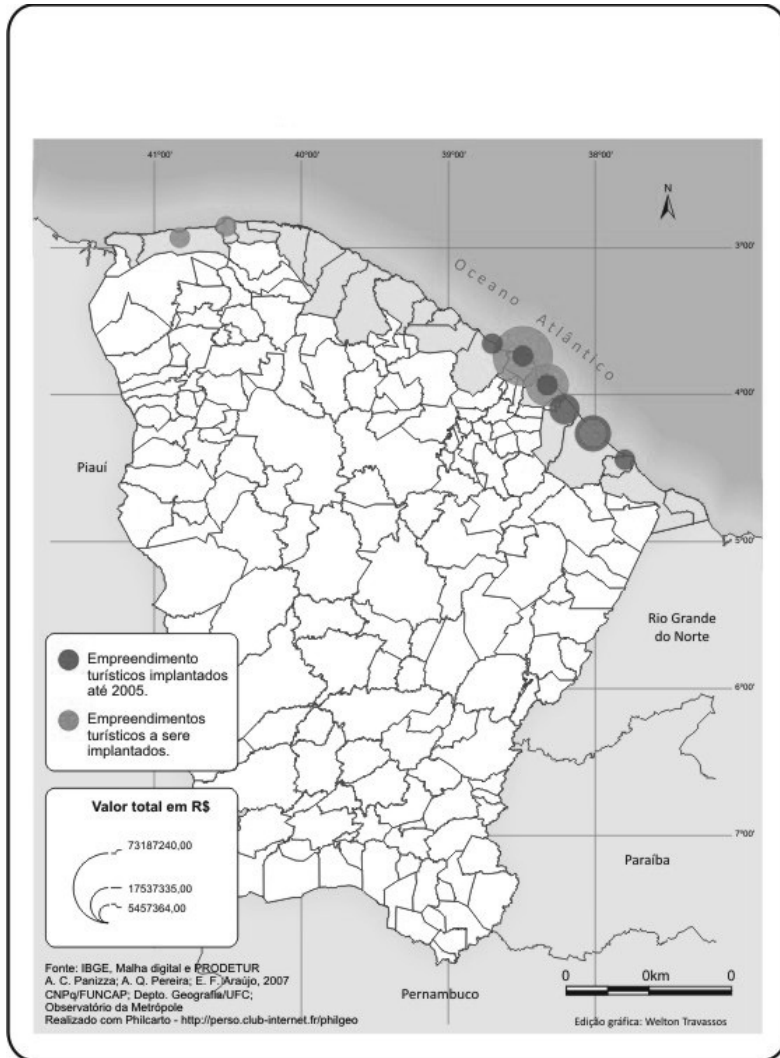 41°00'
40°00'
39°00'
38°00'
N
3°00'
Oceano Atlântico
4°00'
Piauí
5°00'
Rio Grande
do Norte
Empreendimento
turísticos implantados
até 2005.
6°00'
Empreendimentos
turísticos a sere
implantados.
Valor total em R$
73187240,00
7°00'
Paraíba
17537335,00
5457364,00
Fonte: IBGE, Malha digital e PRODETUR
A. C. Panizza; A. Q. Pereira; E. F. Araújo, 2007
CNPq/FUNCAP; Depto. Geografia/UFC;
Observatório da Metrópole
Realizado com Philcarto - http://perso.club-internet.fr/philgeo
Pernambuco
0 0km 0
Edição gráfica: Welton Travassos